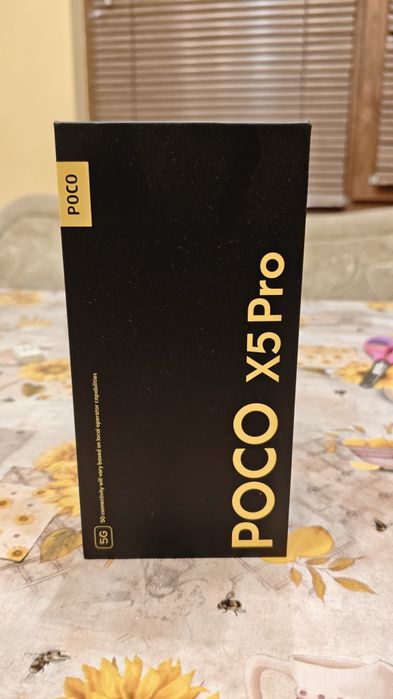 POCO
POCO X5 Pro
5G
5G connectivity will vary based on local operator capabilities